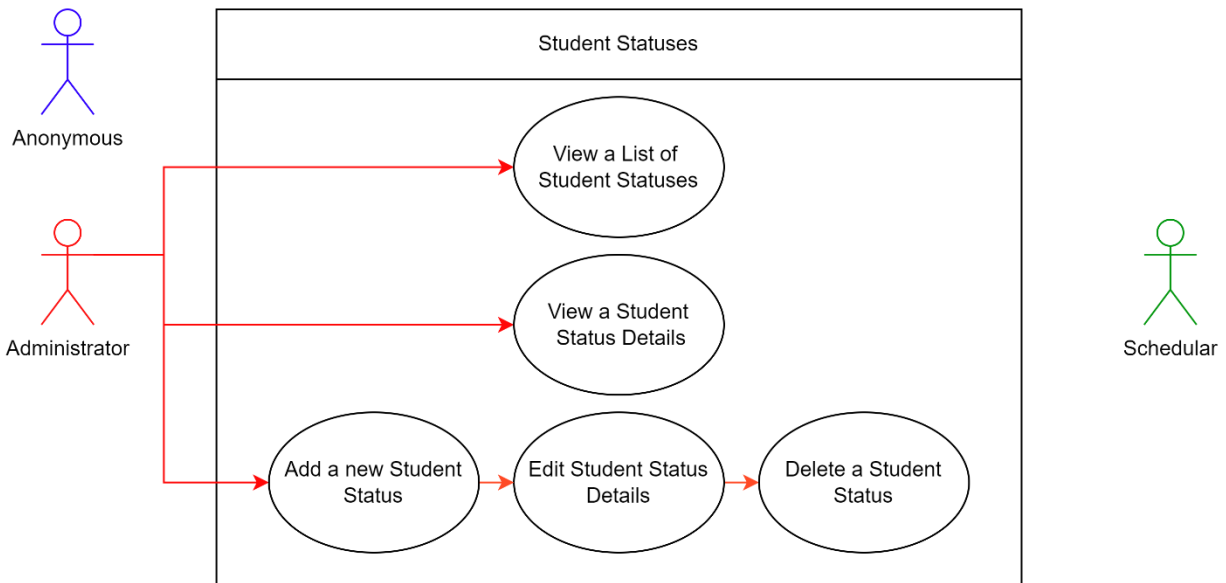 Student Statuses
Anonymous
View a List of
Student Statuses
Administrator
View a Student
Status Details
Schedular
Add a new Student
Status
Edit Student Status
Details
Delete a Student
Status